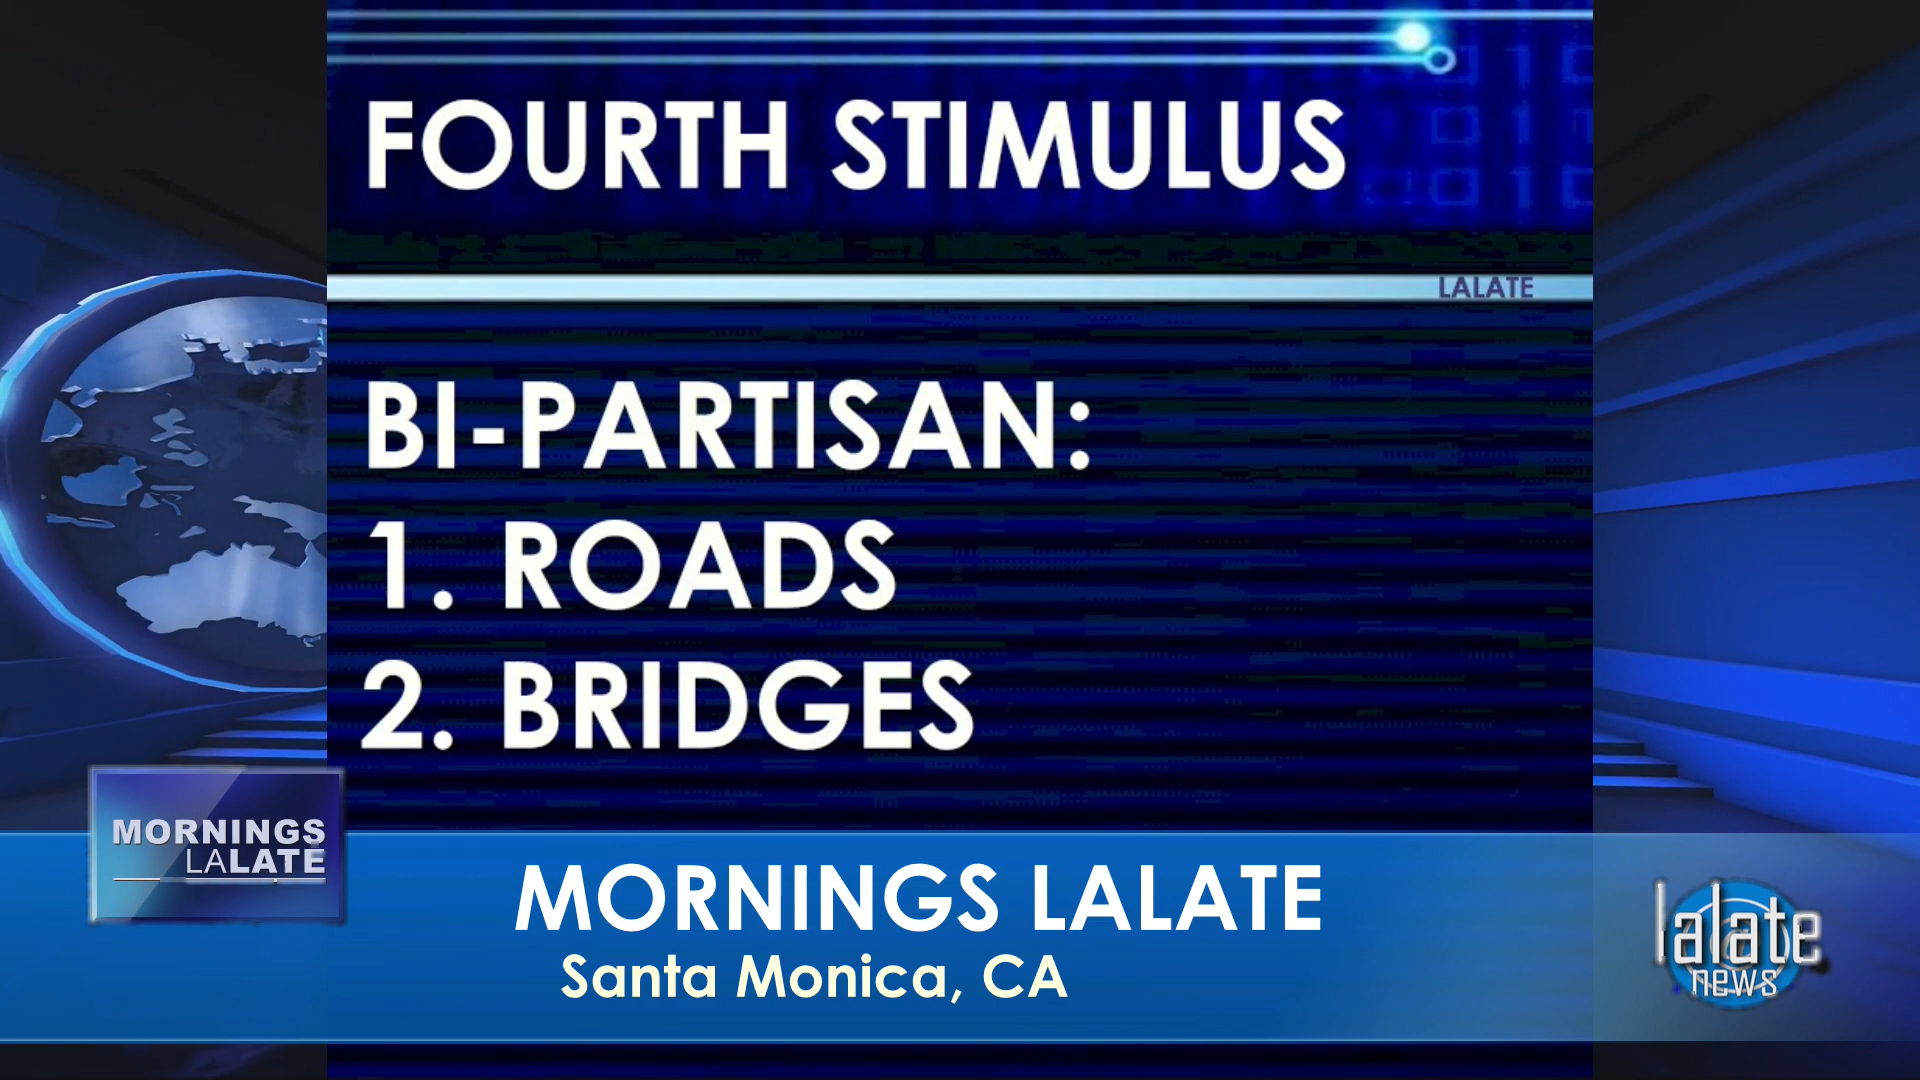 FOURTH STIMULUS
LALATE
BI-PARTISAN:
1. ROADS
2. BRIDGES
MORNINGS
LALATE
MORNINGS LALATE
Santa Monica, CA
lalate
news